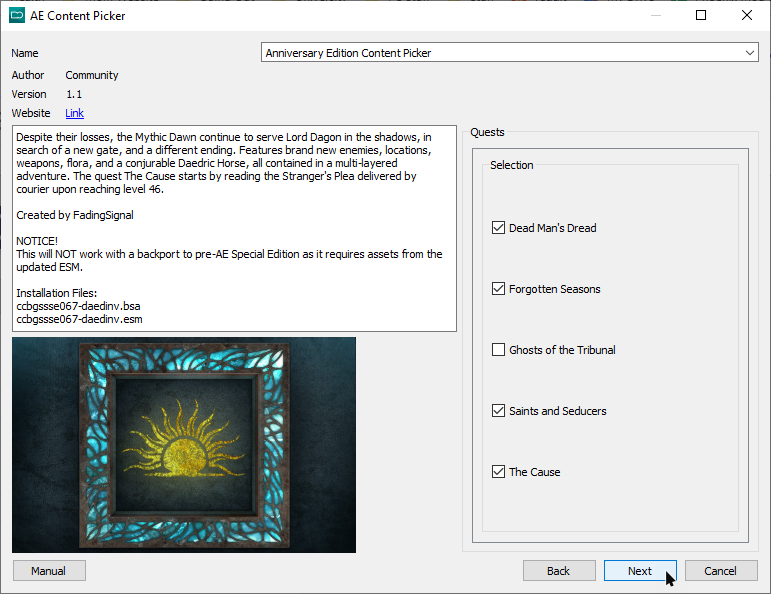 AE Content Picker
Name
Anniversary Edition Content Picker
Author Community
Version 1.1
Website Link
Despite their losses, the Mythic Dawn continue to serve Lord Dagon in the shadows, in
search of a new gate, and a different ending. Features brand new enemies, locations,
weapons, flora, and a conjurable Daedric Horse, all contained in a multi-layered
adventure. The quest The Cause starts by reading the Stranger's Plea delivered by
courier upon reaching level 46.
Created by FadingSignal
NOTICE!
This will NOT work with a backport to pre-AE Special Edition as it requires assets from the
updated ESM.
Installation Files:
ccbgssse067-daedinv.bsa
ccbgssse067-daedinv.esm
Quests
Selection
Dead Man's Dread
Forgotten Seasons
Ghosts of the Tribunal
Saints and Seducers
The Cause
Manual
Back
Next
Cancel